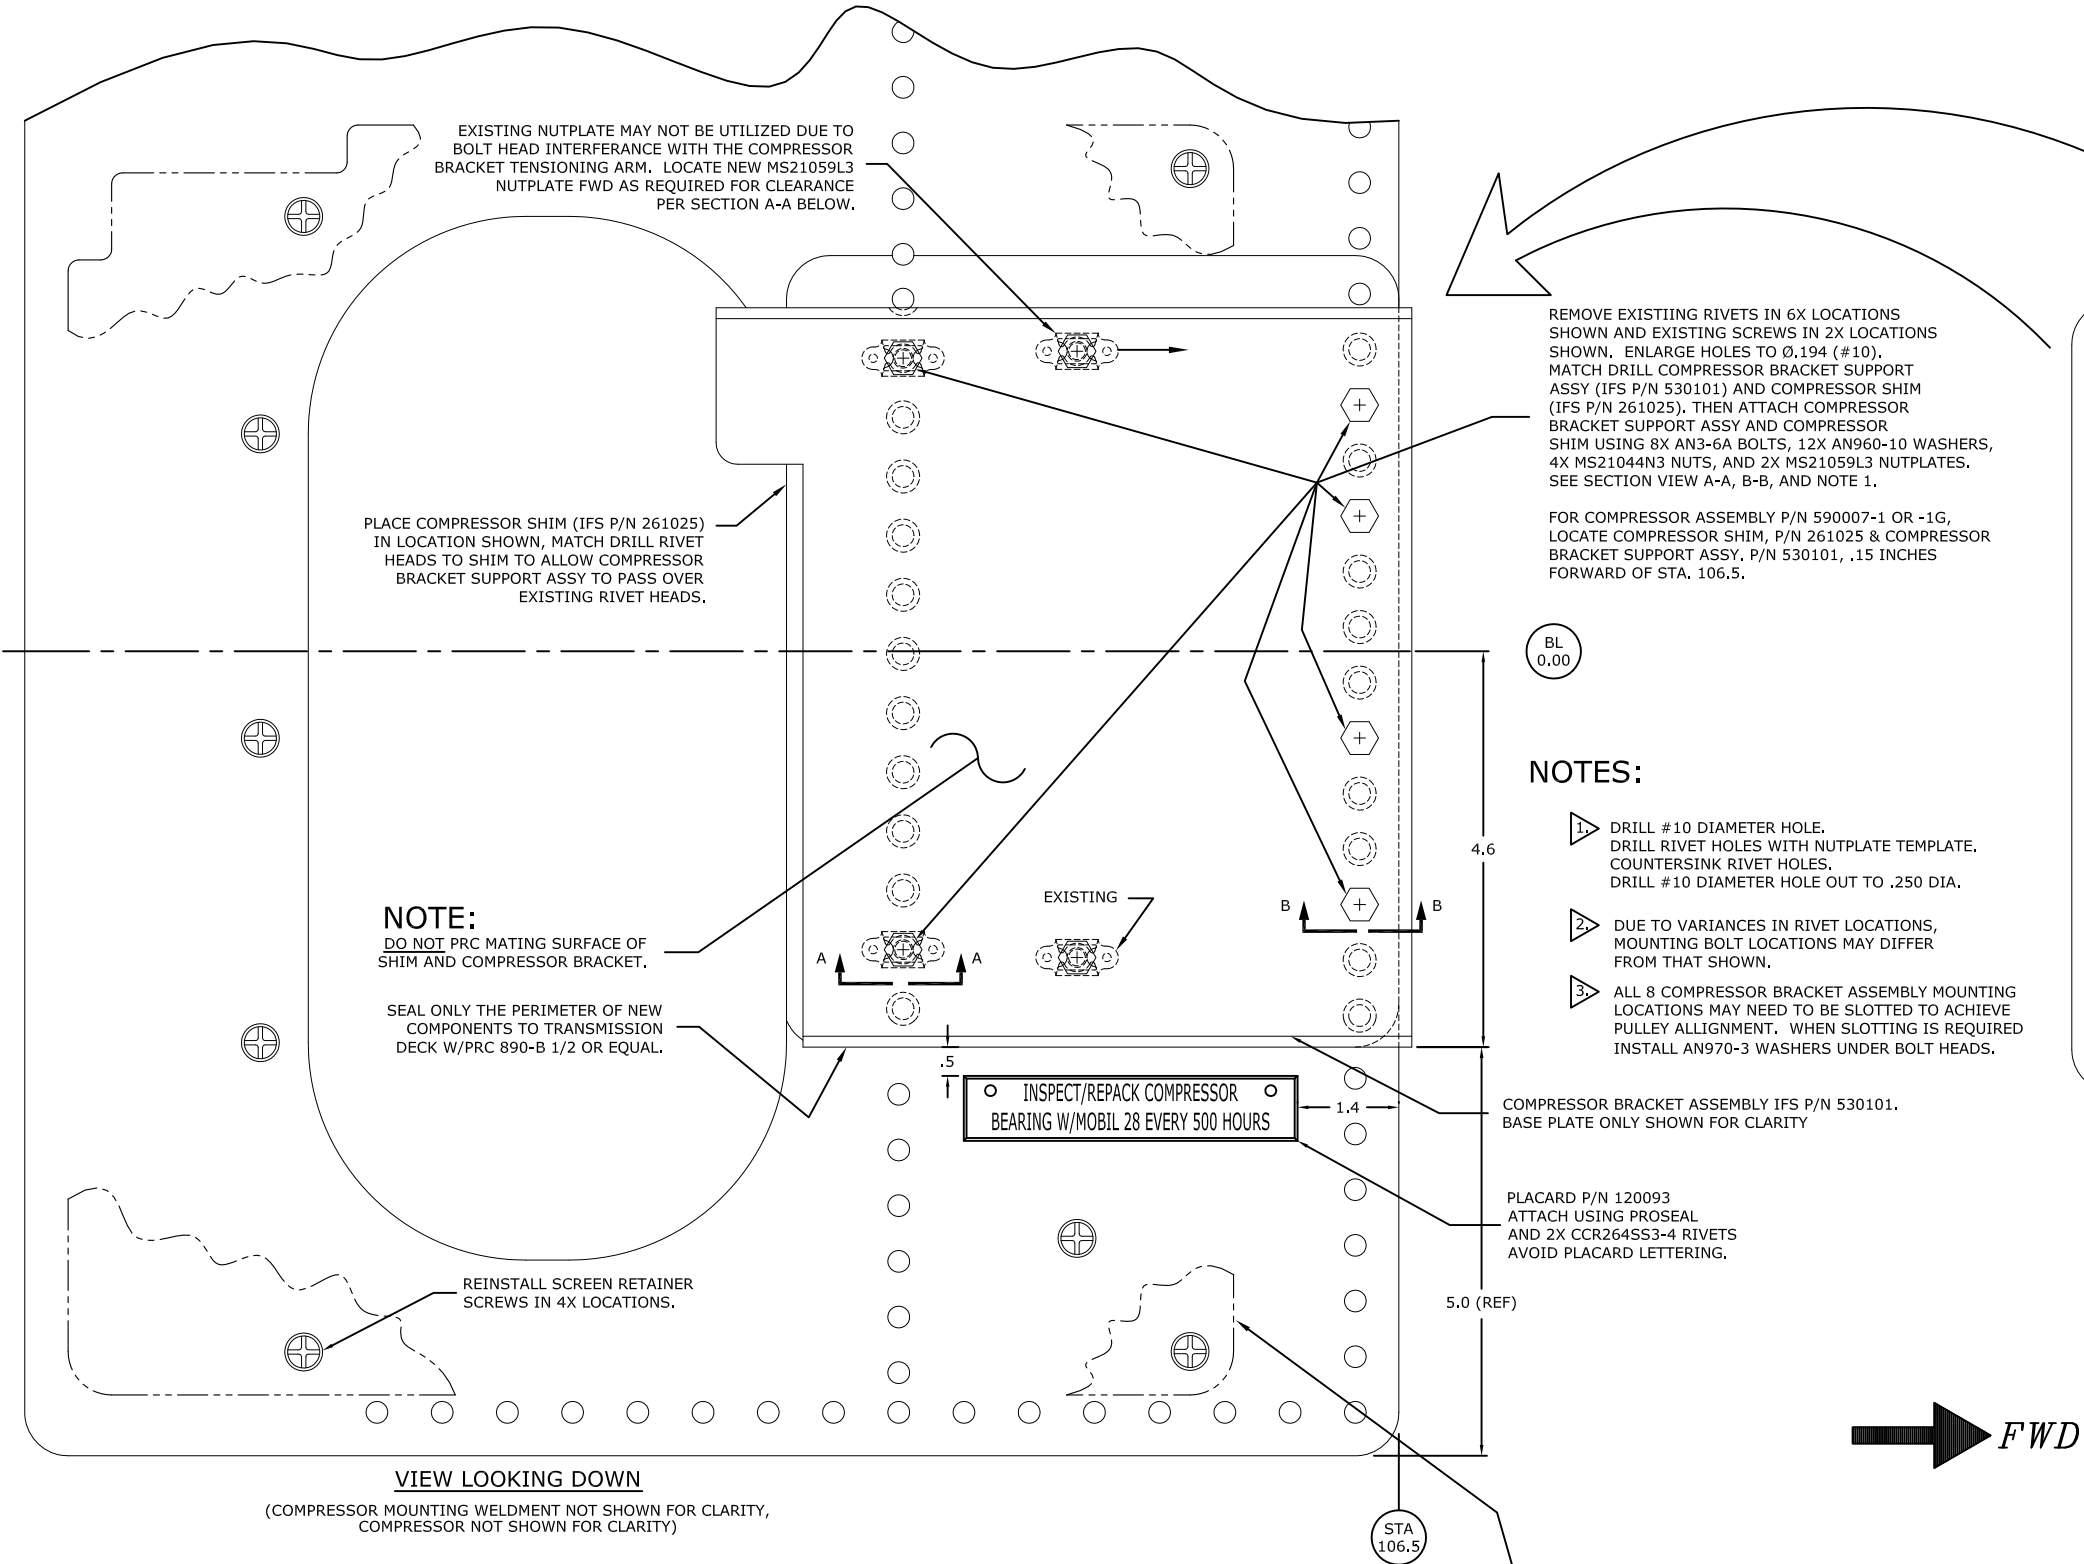 EXISTING NUTPLATE MAY NOT BE UTILIZED DUE TO
BOLT HEAD INTERFERANCE WITH THE COMPRESSOR
BRACKET TENSIONING ARM. LOCATE NEW MS21059L3
NUTPLATE FWD AS REQUIRED FOR CLEARANCE
PER SECTION A-A BELOW.
REMOVE EXISTIING RIVETS IN 6X LOCATIONS
SHOWN AND EXISTING SCREWS IN 2X LOCATIONS
SHOWN. ENLARGE HOLES TO Ø.194 (#10).
MATCH DRILL COMPRESSOR BRACKET SUPPORT
ASSY (IFS P/N 530101) AND COMPRESSOR SHIM
(IFS P/N 261025). THEN ATTACH COMPRESSOR
BRACKET SUPPORT ASSY AND COMPRESSOR
SHIM USING 8X AN3-6A BOLTS, 12X AN960-10 WASHERS,
4X MS21044N3 NUTS, AND 2X MS21059L3 NUTPLATES.
SEE SECTION VIEW A-A, B-B, AND NOTE 1.
FOR COMPRESSOR ASSEMBLY P/N 590007-1 OR -1G,
LOCATE COMPRESSOR SHIM, P/N 261025 & COMPRESSOR
BRACKET SUPPORT ASSY. P/N 530101, .15 INCHES
FORWARD OF STA. 106.5.
PLACE COMPRESSOR SHIM (IFS P/N 261025)
IN LOCATION SHOWN, MATCH DRILL RIVET
HEADS TO SHIM TO ALLOW COMPRESSOR
BRACKET SUPPORT ASSY TO PASS OVER
EXISTING RIVET HEADS.
BL
0.00
NOTES:
1. DRILL #10 DIAMETER HOLE.
DRILL RIVET HOLES WITH NUTPLATE TEMPLATE.
COUNTERSINK RIVET HOLES.
DRILL #10 DIAMETER HOLE OUT TO .250 DIA.
2. DUE TO VARIANCES IN RIVET LOCATIONS,
MOUNTING BOLT LOCATIONS MAY DIFFER
FROM THAT SHOWN.
3. ALL 8 COMPRESSOR BRACKET ASSEMBLY MOUNTING
LOCATIONS MAY NEED TO BE SLOTTED TO ACHIEVE
PULLEY ALLIGNMENT. WHEN SLOTTING IS REQUIRED
INSTALL AN970-3 WASHERS UNDER BOLT HEADS.
4.6
EXISTING
B B
A A
NOTE:
DO NOT PRC MATING SURFACE OF
SHIM AND COMPRESSOR BRACKET.
SEAL ONLY THE PERIMETER OF NEW
COMPONENTS TO TRANSMISSION
DECK W/PRC 890-B 1/2 OR EQUAL.
.5
INSPECT/REPACK COMPRESSOR
BEARING W/MOBIL 28 EVERY 500 HOURS
1.4
COMPRESSOR BRACKET ASSEMBLY IFS P/N 530101.
BASE PLATE ONLY SHOWN FOR CLARITY
PLACARD P/N 120093
ATTACH USING PROSEAL
AND 2X CCR264SS3-4 RIVETS
AVOID PLACARD LETTERING.
5.0 (REF)
REINSTALL SCREEN RETAINER
SCREWS IN 4X LOCATIONS.
FWD
VIEW LOOKING DOWN
(COMPRESSOR MOUNTING WELDMENT NOT SHOWN FOR CLARITY,
COMPRESSOR NOT SHOWN FOR CLARITY)
STA
106.5